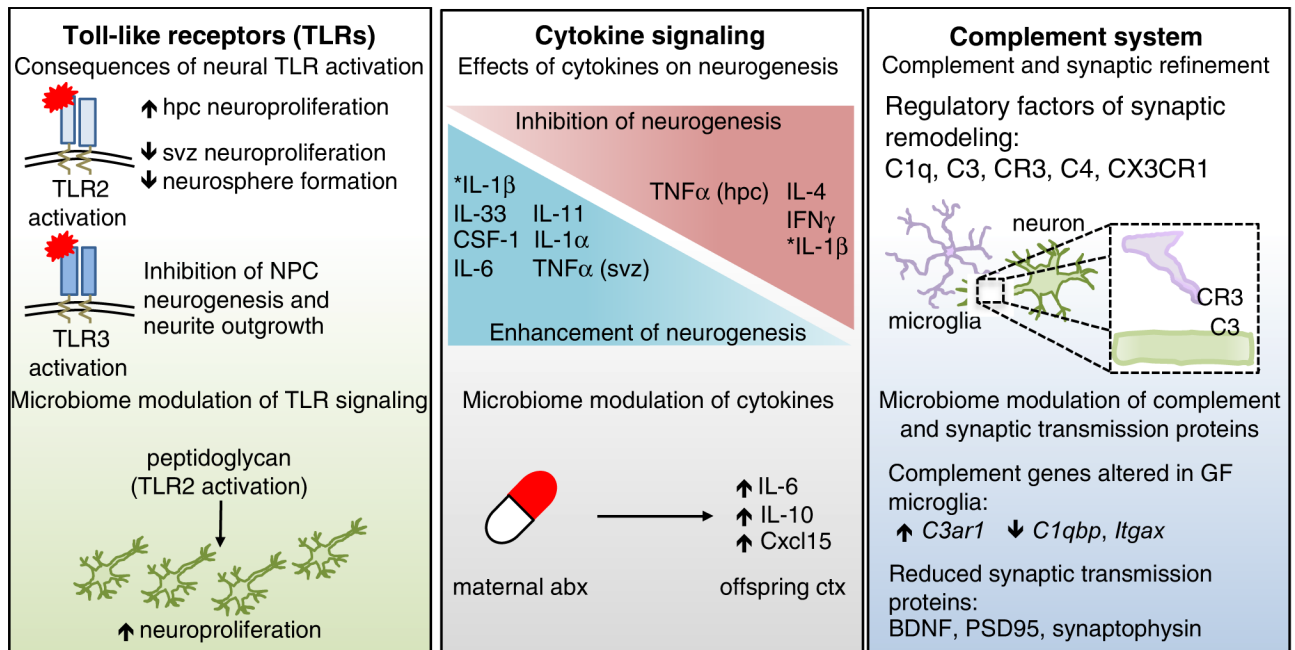 Toll-like receptors (TLRs)
Consequences of neural TLR activation
hpc neuroproliferation
svz neuroproliferation
neurosphere formation
TLR2
activation
Inhibition of NPC
neurogenesis and
neurite outgrowth
TLR3
activation
Microbiome modulation of TLR signaling
peptidoglycan
(TLR2 activation)
neuroproliferation
Cytokine signaling
Effects of cytokines on neurogenesis
Inhibition of neurogenesis
TNFα (hpc) IL-4
IFNγ
*IL-1β
*IL-1β
IL-33 IL-11
CSF-1 IL-1α
IL-6 TNFα (svz)
Enhancement of neurogenesis
Microbiome modulation of cytokines
IL-6
IL-10
Cxcl15
maternal abx
offspring ctx
Complement system
Complement and synaptic refinement
Regulatory factors of synaptic
remodeling:
C1q, C3, CR3, C4, CX3CR1
neuron
microglia
CR3
C3
Microbiome modulation of complement
and synaptic transmission proteins
Complement genes altered in GF
microglia:
C3ar1 C1qbp, Itgax
Reduced synaptic transmission
proteins:
BDNF, PSD95, synaptophysin